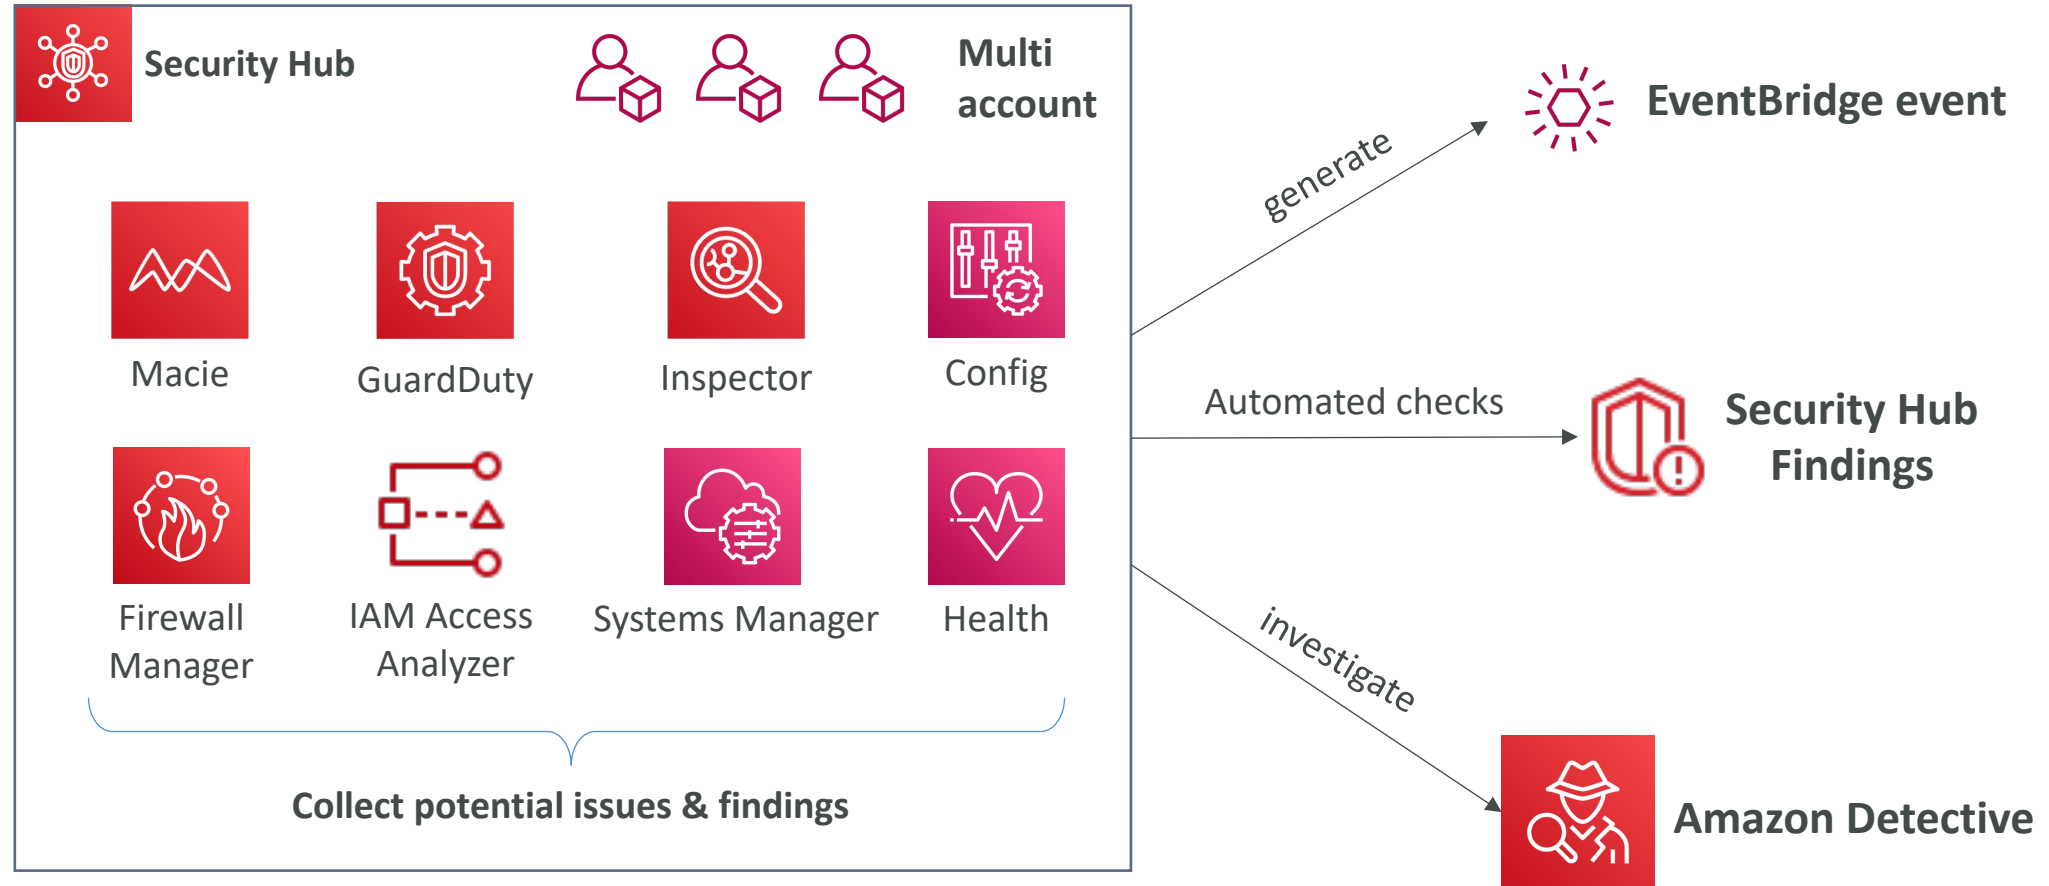 Security Hub
Multi
account
Macie
GuardDuty
Inspector
Config
Firewall
Manager
IAM Access
Analyzer
Systems Manager
Health
Collect potential issues & findings
generate
EventBridge event
Automated checks
Security Hub
Findings
investigate
Amazon Detective